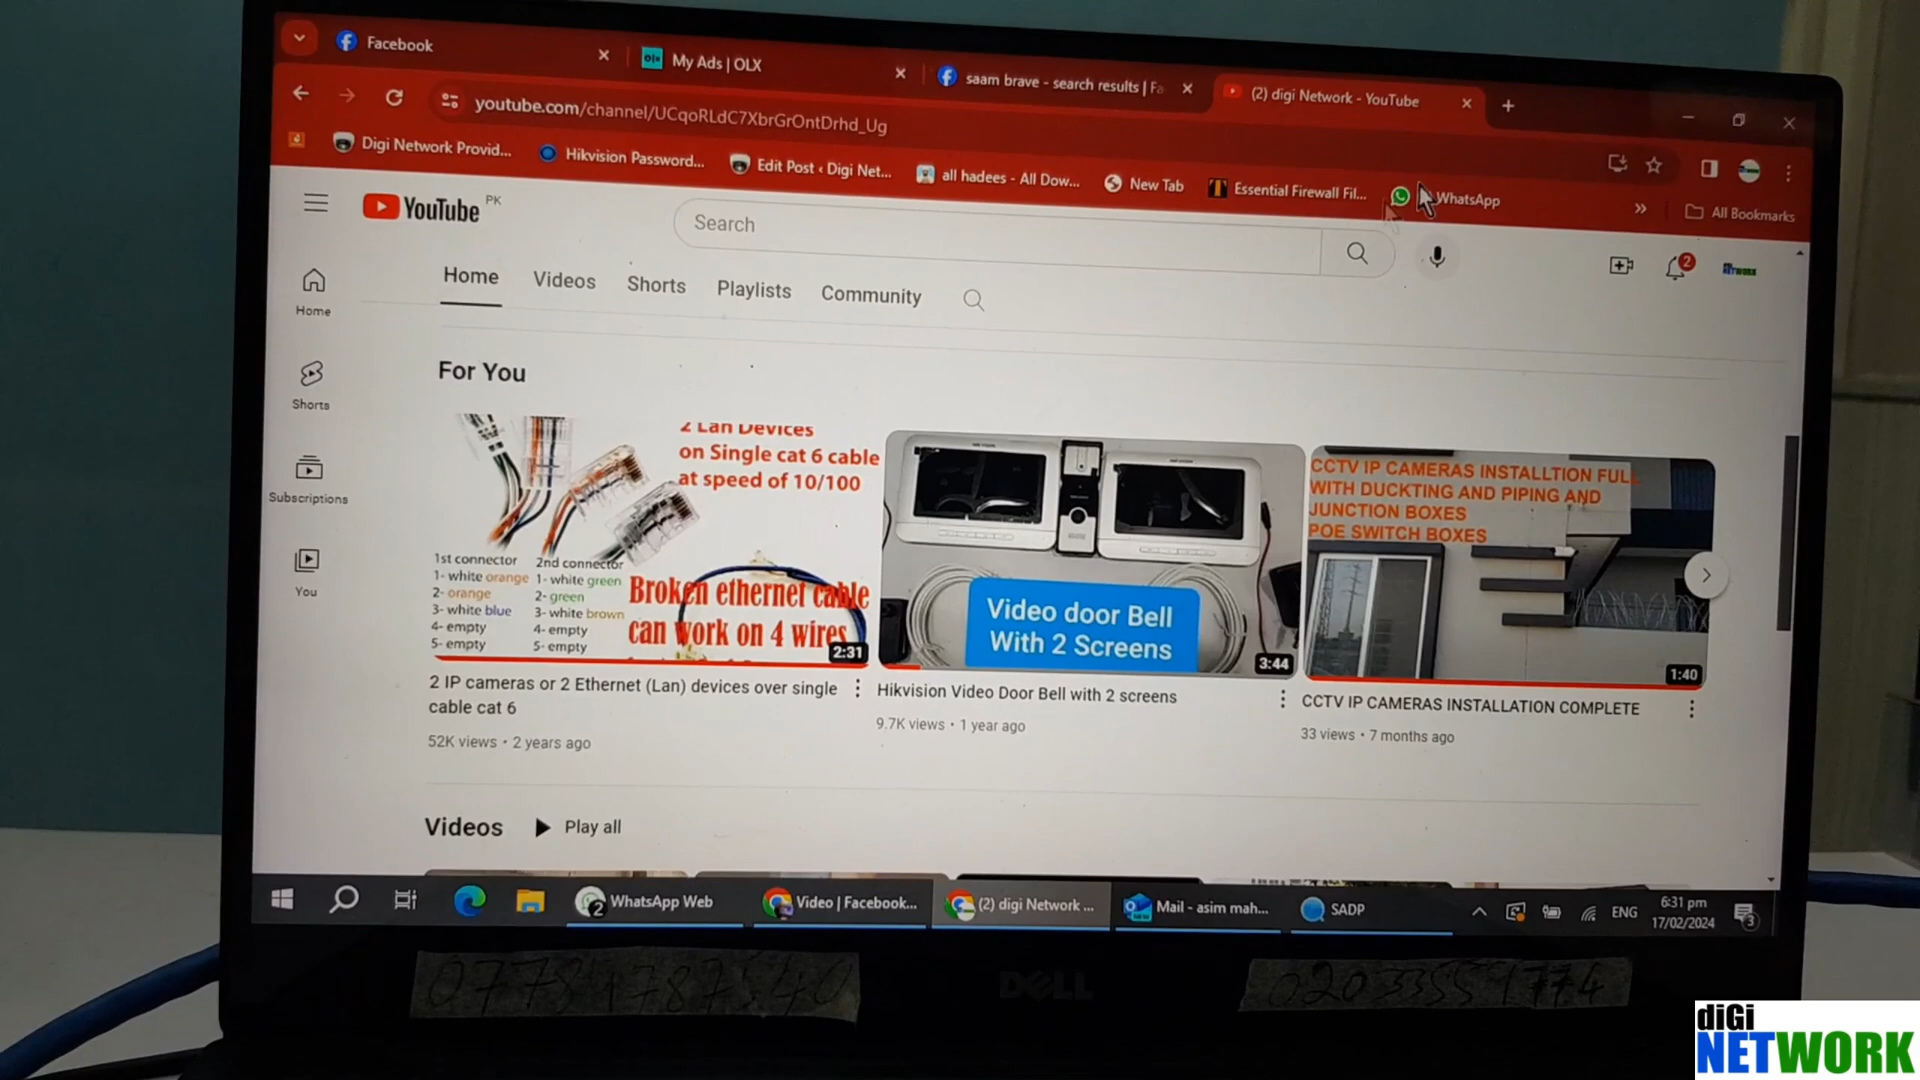 Facebook
My Ads | OLX
saam brave - search results | Fa
(2) digi Network - YouTube
youtube.com/channel/UCqoRLdC7XbrGrOntDrhd_Ug
Digi Network Provid...
Hikvision Password...
Edit Post ‹ Digi Net...
all hadees - All Dow...
New Tab
Essential Firewall Fil...
WhatsApp
All Bookmarks
YouTube PK
Search
2
NETWORK
Home
Videos
Shorts
Playlists
Community
Home
Shorts
Subscriptions
You
For You
2 Lan Devices
on Single cat 6 cable
at speed of 10/100
1st connector
1- white orange
2- orange
3- white blue
4- empty
5- empty
2nd connector
1- white green
2- green
3- white brown
4- empty
5- empty
Broken ethernet cable
can work on 4 wires
2:31
Video door Bell
With 2 Screens
3:44
CCTV IP CAMERAS INSTALLTION FULL
WITH DUCKTING AND PIPING AND
JUNCTION BOXES
POE SWITCH BOXES
1:40
2 IP cameras or 2 Ethernet (Lan) devices over single
cable cat 6
52K views • 2 years ago
Hikvision Video Door Bell with 2 screens
9.7K views • 1 year ago
CCTV IP CAMERAS INSTALLATION COMPLETE
33 views • 7 months ago
Videos
Play all
2
WhatsApp Web
Video | Facebook...
(2) digi Network ...
Mail - asim mah...
SADP
ENG
6:31 pm
17/02/2024
3
DELL
diGi
NETWORK